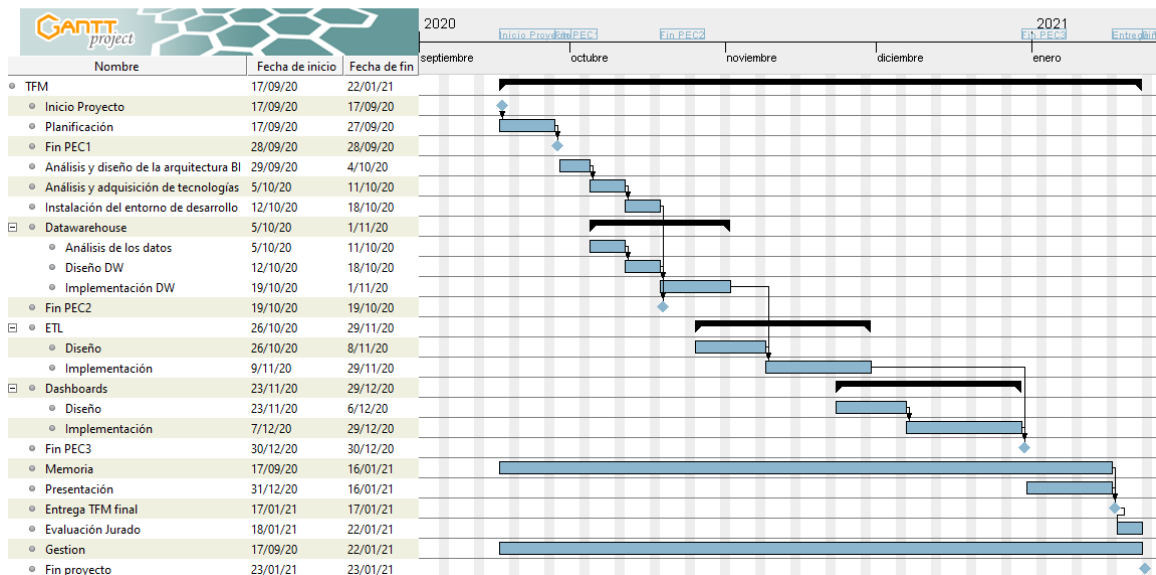 GANTT project
2020 2021
Inicio Proyecto Fin PEC1 Fin PEC2 Fin PEC3
septiembre octubre noviembre diciembre enero
Nombre Fecha de inicio Fecha de fin
TFM 17/09/20 22/01/21
Inicio Proyecto 17/09/20 17/09/20
Planificación 17/09/20 27/09/20
Fin PEC1 28/09/20 28/09/20
Análisis y diseño de la arquitectura BI 29/09/20 4/10/20
Análisis y adquisición de tecnologías 5/10/20 11/10/20
Instalación del entorno de desarrollo 12/10/20 18/10/20
Datawarehouse 5/10/20 1/11/20
Análisis de los datos 5/10/20 11/10/20
Diseño DW 12/10/20 18/10/20
Implementación DW 19/10/20 1/11/20
Fin PEC2 19/10/20 19/10/20
ETL 26/10/20 29/11/20
Diseño 26/10/20 8/11/20
Implementación 9/11/20 29/11/20
Dashboards 23/11/20 29/12/20
Diseño 23/11/20 6/12/20
Implementación 7/12/20 29/12/20
Fin PEC3 30/12/20 30/12/20
Memoria 17/09/20 16/01/21
Presentación 31/12/20 16/01/21
Entrega TFM final 17/01/21 17/01/21
Evaluación Jurado 18/01/21 22/01/21
Gestion 17/09/20 22/01/21
Fin proyecto 23/01/21 23/01/21